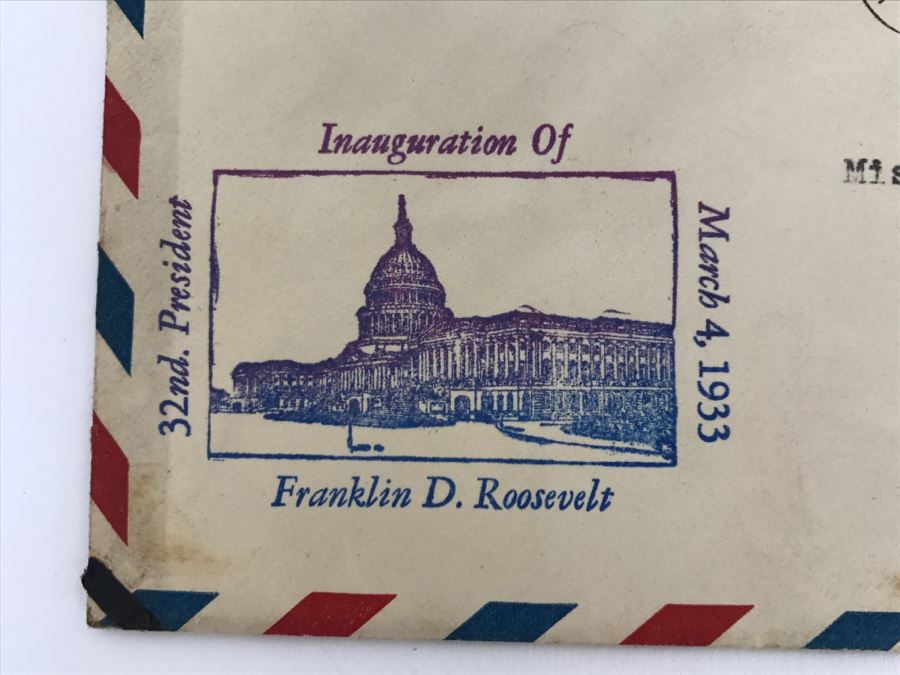 Inauguration Of
32nd. President
March 4, 1933
Franklin D. Roosevelt